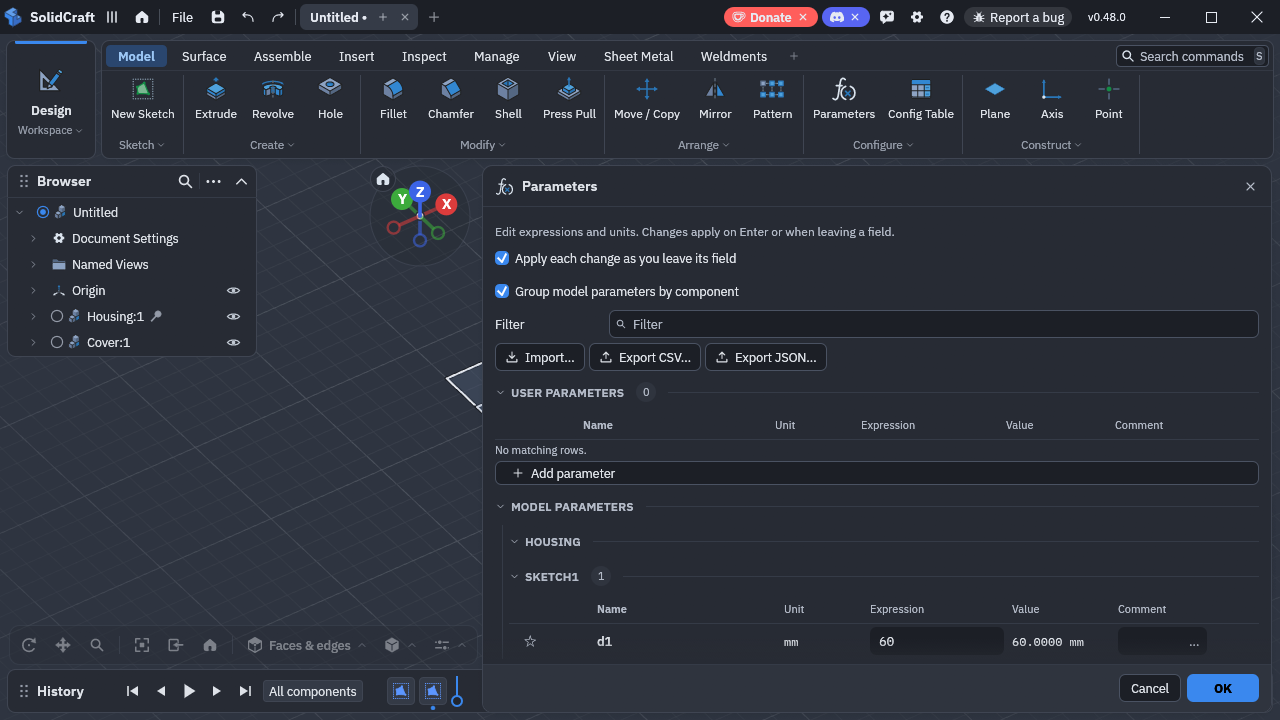 SolidCraft
File
Untitled •
Donate
Report a bug
v0.48.0
Design
Workspace
Model
Surface
Assemble
Insert
Inspect
Manage
View
Sheet Metal
Weldments
Search commands
S
New Sketch
Extrude
Revolve
Hole
Fillet
Chamfer
Shell
Press Pull
Move / Copy
Mirror
Pattern
Parameters
Config Table
Plane
Axis
Point
Sketch
Create
Modify
Arrange
Configure
Construct
Browser
Untitled
Document Settings
Named Views
Origin
Housing:1
Cover:1
Z
Y
X
Parameters
Edit expressions and units. Changes apply on Enter or when leaving a field.
Apply each change as you leave its field
Group model parameters by component
Filter
Filter
Import...
Export CSV...
Export JSON...
USER PARAMETERS 0
Name Unit Expression Value Comment
No matching rows.
Add parameter
MODEL PARAMETERS
HOUSING
SKETCH1 1
Name Unit Expression Value Comment
d1 mm 60 60.0000 mm ...
Faces & edges
History
All components
Cancel
OK